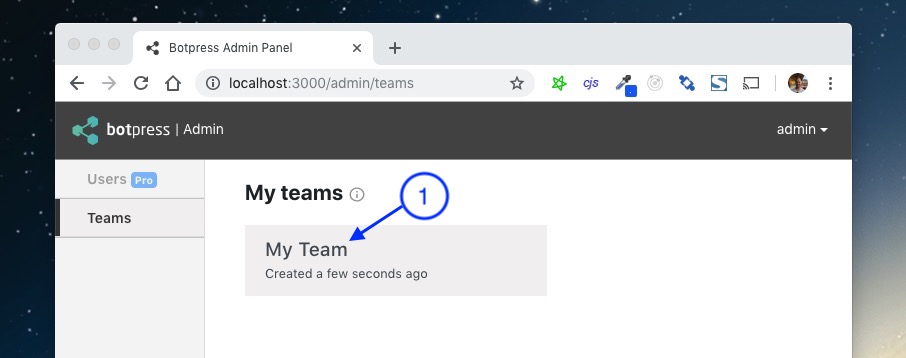 Botpress Admin Panel
localhost:3000/admin/teams
cjs
botpress | Admin
admin
Users Pro
Teams
My teams
1
My Team
Created a few seconds ago